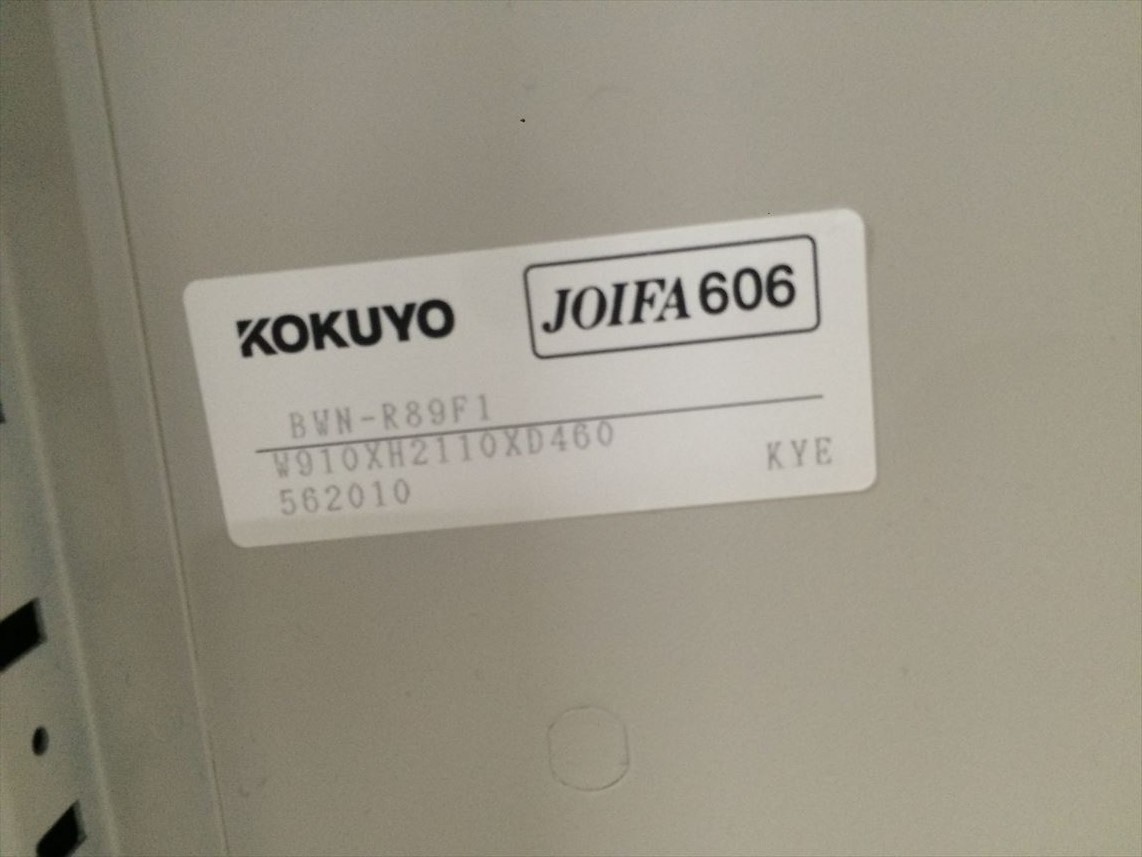 KOKUYO JOIFA606
BWN-R89F1
W910XH2110XD460
562010 KYE